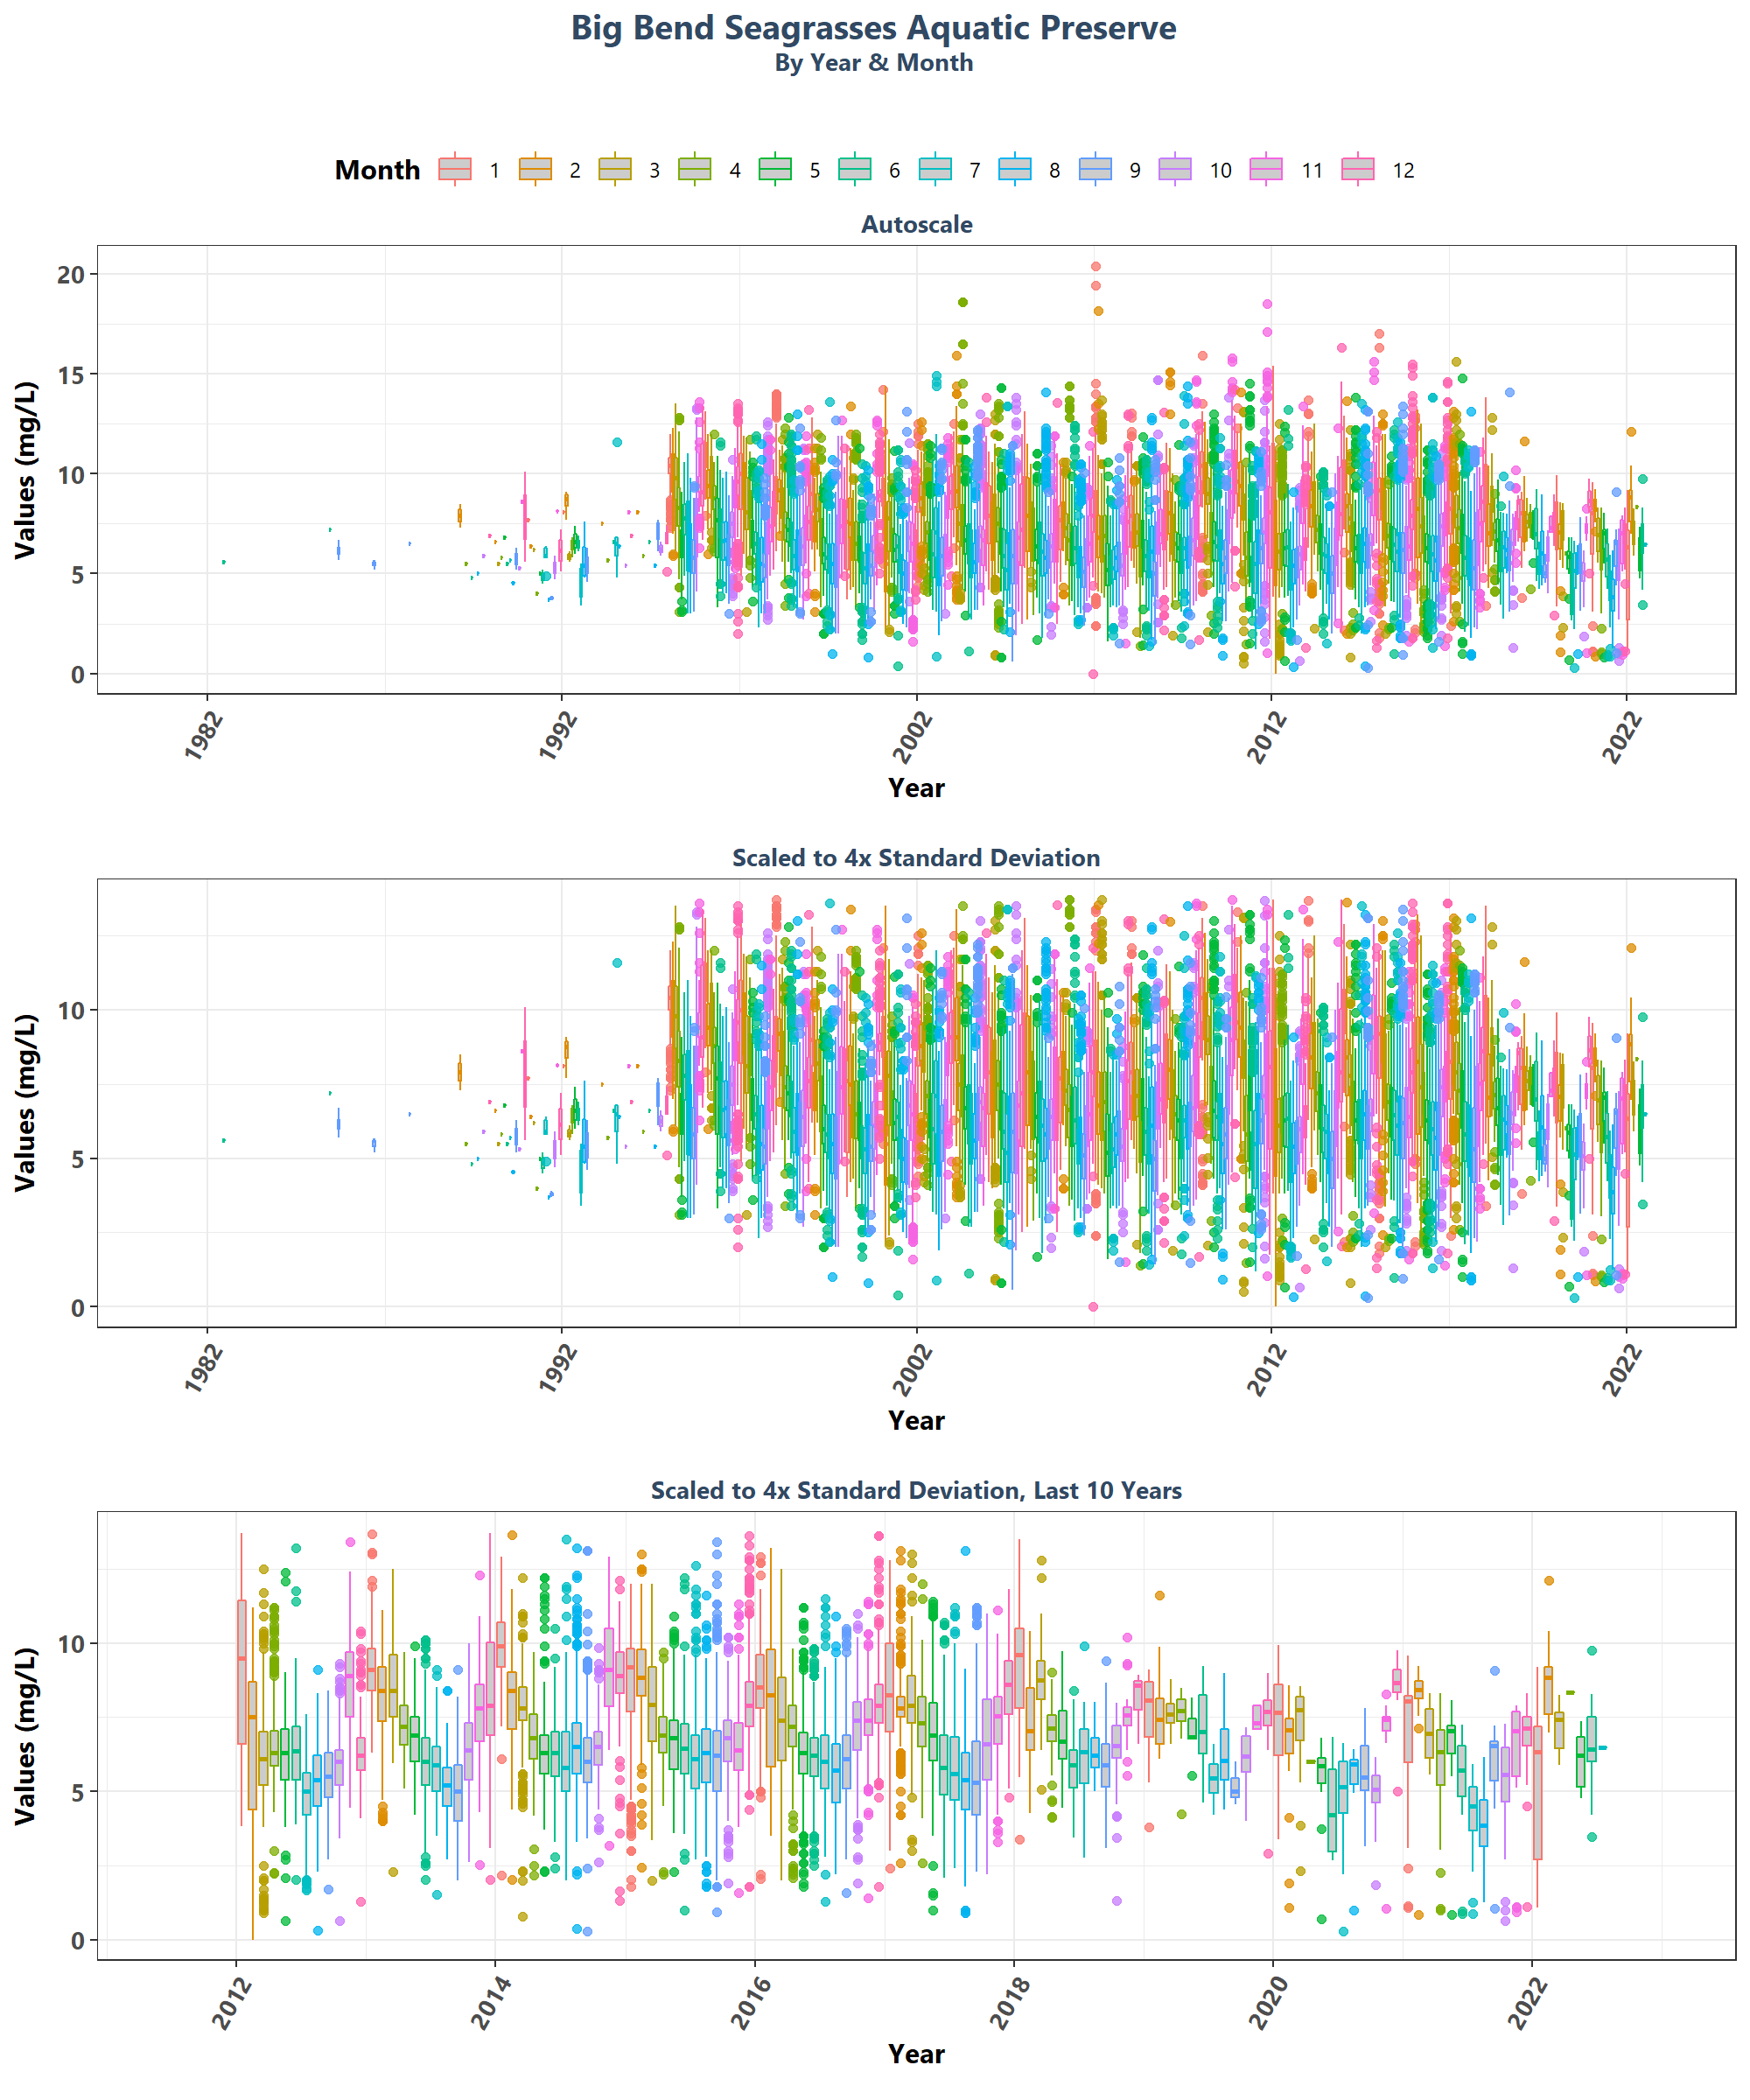 Big Bend Seagrasses Aquatic Preserve
By Year & Month
Month 1 2 3 4 5 6 7 8 9 10 11 12
Autoscale
Values (mg/L)
20
15
10
5
0
1982 1992 2002 2012 2022
Year
Scaled to 4x Standard Deviation
Values (mg/L)
10
5
0
1982 1992 2002 2012 2022
Year
Scaled to 4x Standard Deviation, Last 10 Years
Values (mg/L)
10
5
0
2012 2014 2016 2018 2020 2022
Year